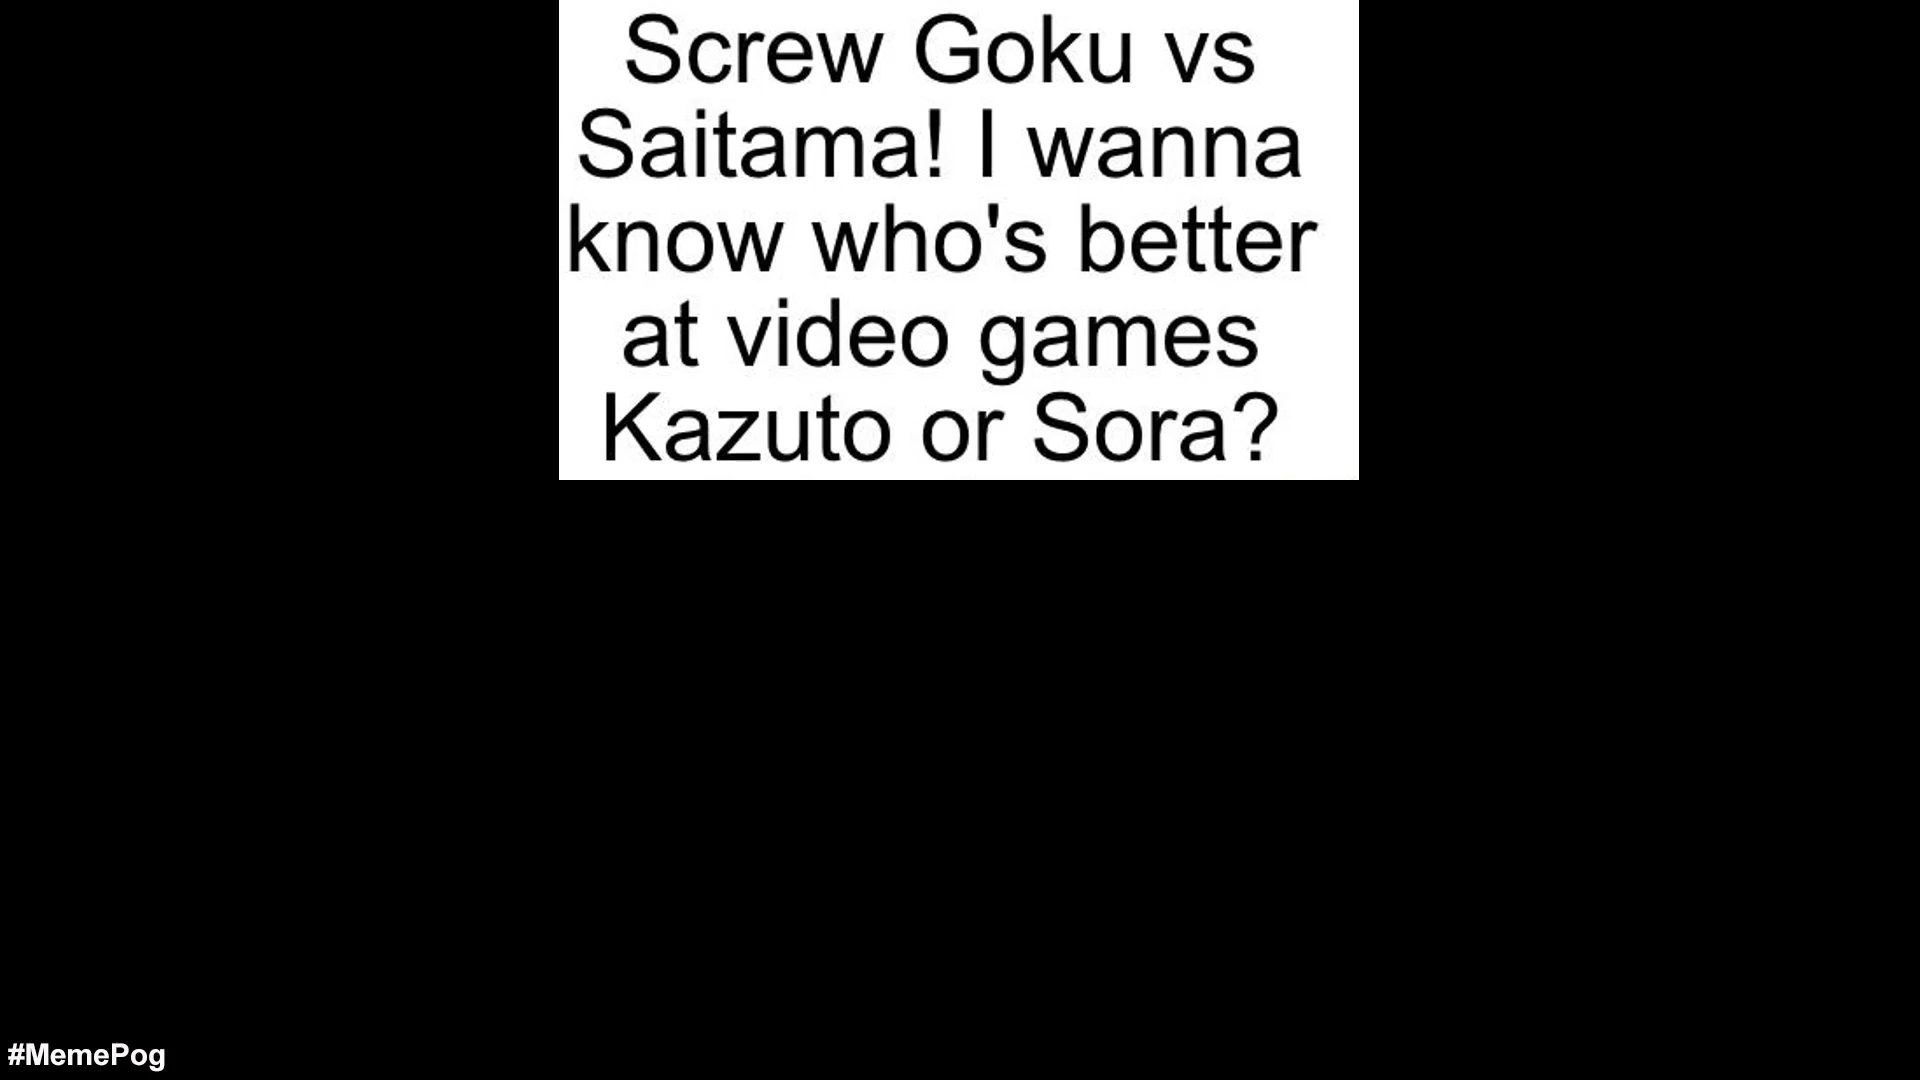 Screw Goku vs
Saitama! I wanna
know who's better
at video games
Kazuto or Sora?
#MemePog